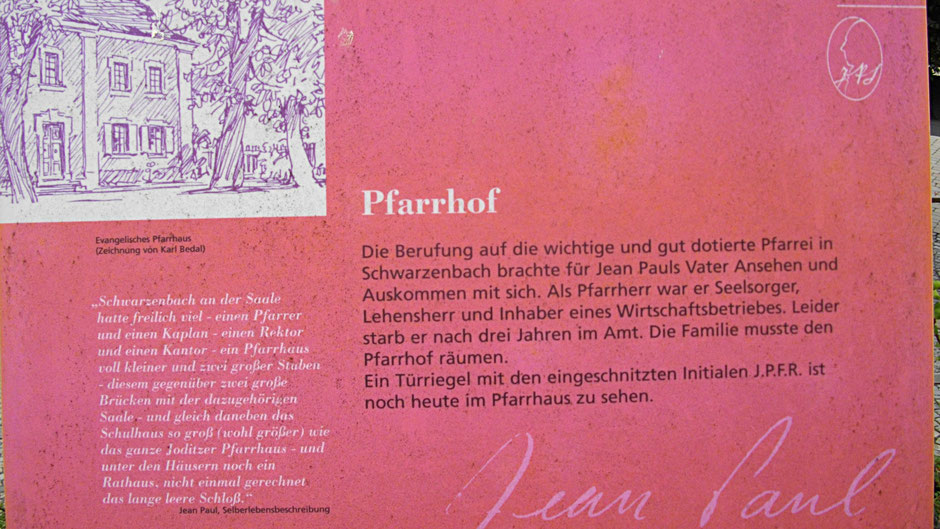 Evangelisches Pfarrhaus
(Zeichnung von Karl Bedal)
„Schwarzenbach an der Saale
hatte freilich viel - einen Pfarrer
und einen Kaplan - einen Rektor
und einen Kantor - ein Pfarrhaus
voll kleiner und zwei großer Stuben
- diesem gegenüber zwei große
Brücken mit der dazugehörigen
Saale - und gleich daneben das
Schulhaus so groß (wohl größer) wie
das ganze Joditzer Pfarrhaus - und
unter den Häusern noch ein
Rathaus, nicht einmal gerechnet
das lange leere Schloß.“
Jean Paul, Selberlebensbeschreibung
Pfarrhof
Die Berufung auf die wichtige und gut dotierte Pfarrei in
Schwarzenbach brachte für Jean Pauls Vater Ansehen und
Auskommen mit sich. Als Pfarrherr war er Seelsorger,
Lehensherr und Inhaber eines Wirtschaftsbetriebes. Leider
starb er nach drei Jahren im Amt. Die Familie musste den
Pfarrhof räumen.
Ein Türriegel mit den eingeschnitzten Initialen J.P.F.R. ist
noch heute im Pfarrhaus zu sehen.
Jean Paul